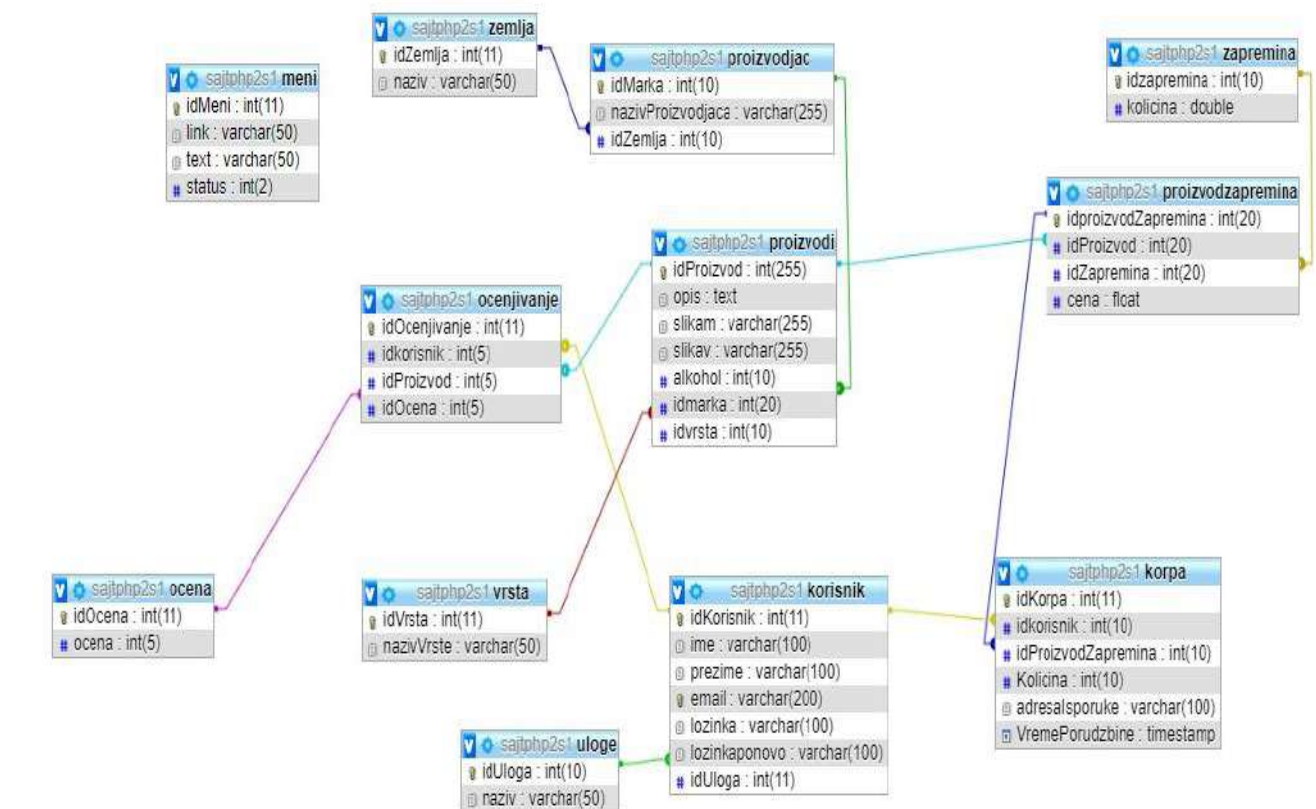 sajtphp2s1 zemlja
idZemlja : int(11)
naziv : varchar(50)
sajtphp2s1 proizvodjac
idMarka : int(10)
nazivProizvodjaca : varchar(255)
idZemlja : int(10)
sajtphp2s1 zapremina
idzapremina : int(10)
kolicina : double
sajtphp2s1 meni
idMeni : int(11)
link : varchar(50)
text : varchar(50)
status : int(2)
sajtphp2s1 proizvodzapremina
idproizvodZapremina : int(20)
idProizvod : int(20)
idZapremina : int(20)
cena : float
sajtphp2s1 proizvodi
idProizvod : int(255)
opis : text
slikam : varchar(255)
slikav : varchar(255)
alkohol : int(10)
idmarka : int(20)
idvrsta : int(10)
sajtphp2s1 ocenjivanje
idOcenjivanje : int(11)
idkorisnik : int(5)
idProizvod : int(5)
idOcena : int(5)
sajtphp2s1 ocena
idOcena : int(11)
ocena : int(5)
sajtphp2s1 vrsta
idVrsta : int(11)
nazivVrste : varchar(50)
sajtphp2s1 korisnik
idKorisnik : int(11)
ime : varchar(100)
prezime : varchar(100)
email : varchar(200)
lozinka : varchar(100)
lozinkaponovo : varchar(100)
idUloga : int(11)
sajtphp2s1 korpa
idKorpa : int(11)
idkorisnik : int(10)
idProizvodZapremina : int(10)
Kolicina : int(10)
adresaIsporuke : varchar(100)
VremePorudzbine : timestamp
sajtphp2s1 uloge
idUloga : int(10)
naziv : varchar(50)